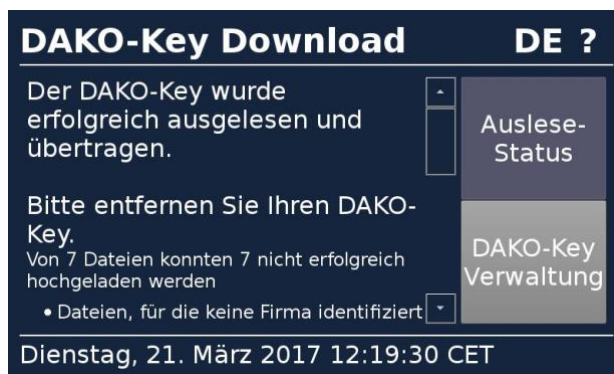 DAKO-Key Download DE ?
Der DAKO-Key wurde
erfolgreich ausgelesen und
übertragen.
Auslese-
Status
Bitte entfernen Sie Ihren DAKO-
Key.
Von 7 Dateien konnten 7 nicht erfolgreich
hochgeladen werden
• Dateien, für die keine Firma identifiziert
DAKO-Key
Verwaltung
Dienstag, 21. März 2017 12:19:30 CET